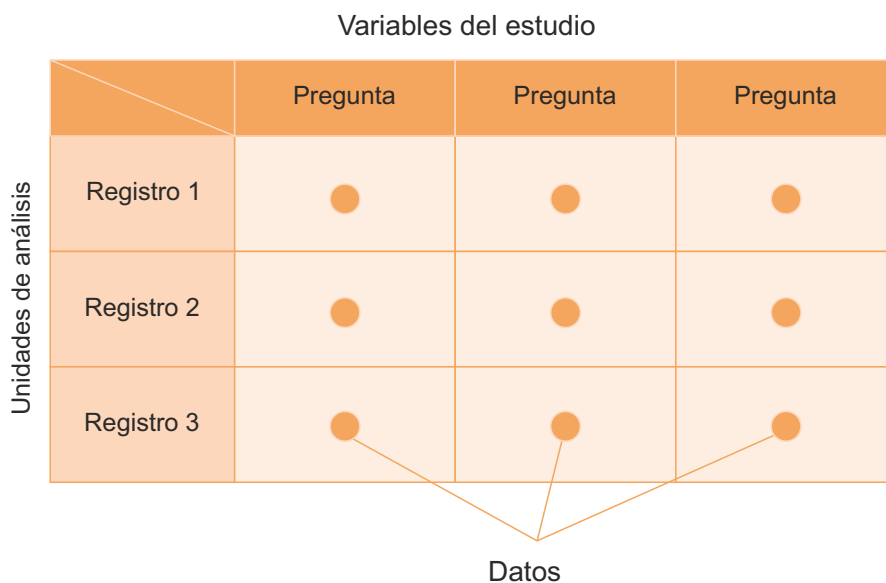 Variables del estudio
Pregunta Pregunta Pregunta
Unidades de análisis
Registro 1
Registro 2
Registro 3
Datos